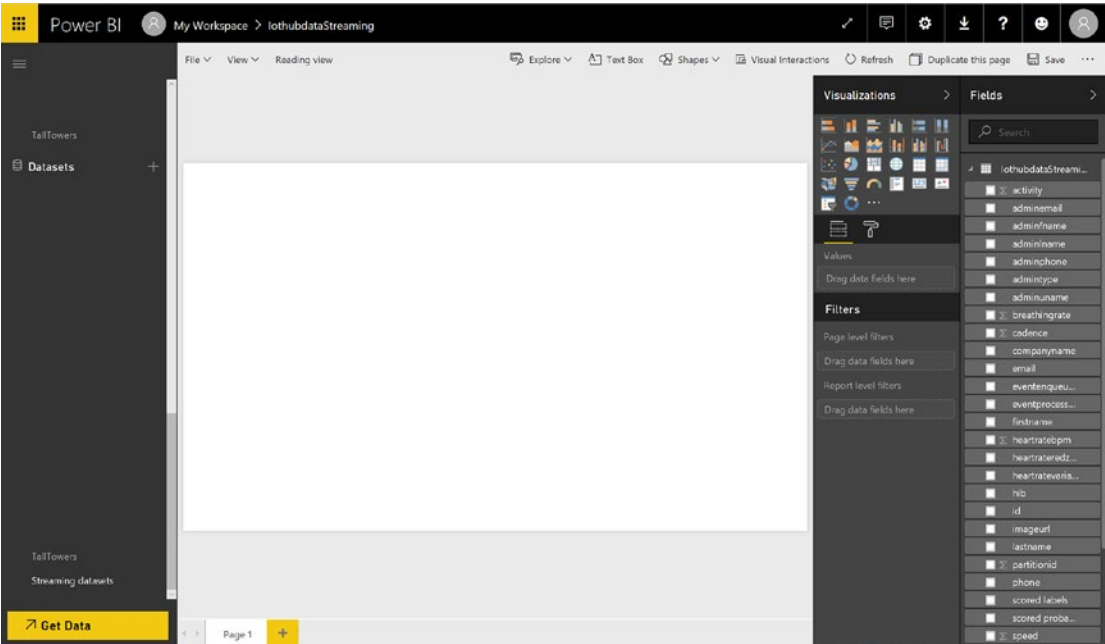 Power BI My Workspace > IothubdataStreaming ?
File View Reading view Explore Text Box Shapes Visual Interactions Refresh Duplicate this page Save ...
TallTowers
Datasets +
TallTowers
Streaming datasets
Get Data
Page 1 +
Visualizations >
...
Values
Drag data fields here
Filters
Page level filters
Drag data fields here
Report level filters
Drag data fields here
Fields >
Search
IothubdataStreami...
Σ activity
adminemail
adminfname
adminlname
adminphone
admintype
adminuname
Σ breathingrate
Σ cadence
companyname
email
eventenqueu...
eventprocess...
firstname
Σ heartratebpm
heartrateredz...
heartratevaria...
hib
id
imageurl
lastname
Σ partitionid
phone
scored labels
scored proba...
Σ speed